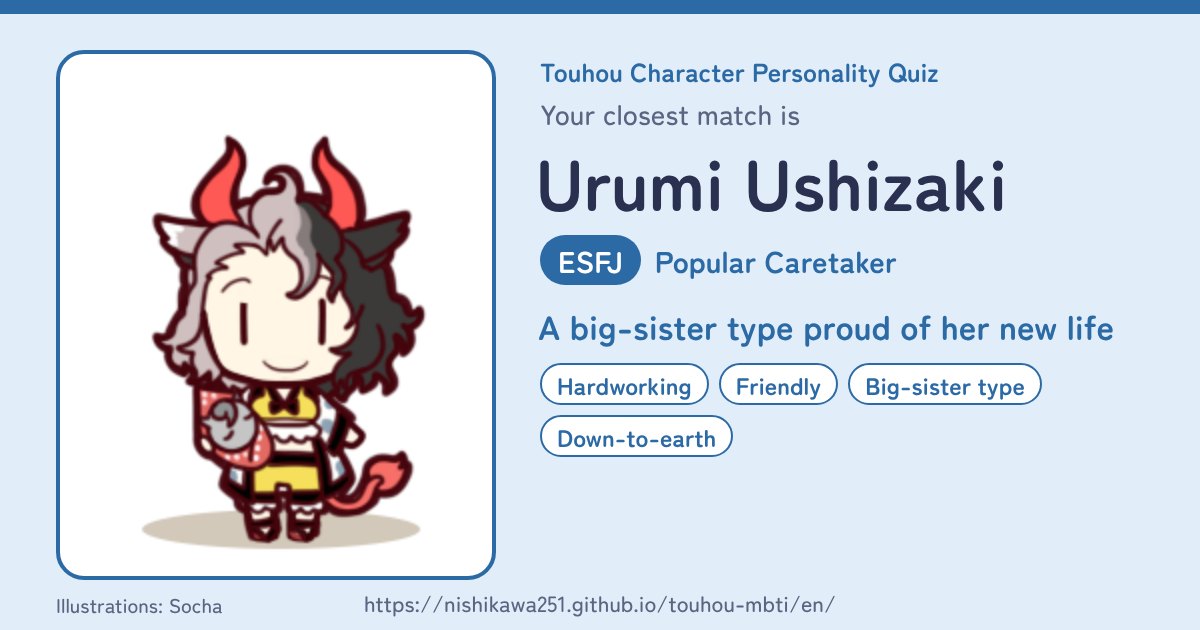 Touhou Character Personality Quiz
Your closest match is
Urumi Ushizaki
ESFJ Popular Caretaker
A big-sister type proud of her new life
Hardworking Friendly Big-sister type
Down-to-earth
Illustrations: Socha https://nishikawa251.github.io/touhou-mbti/en/